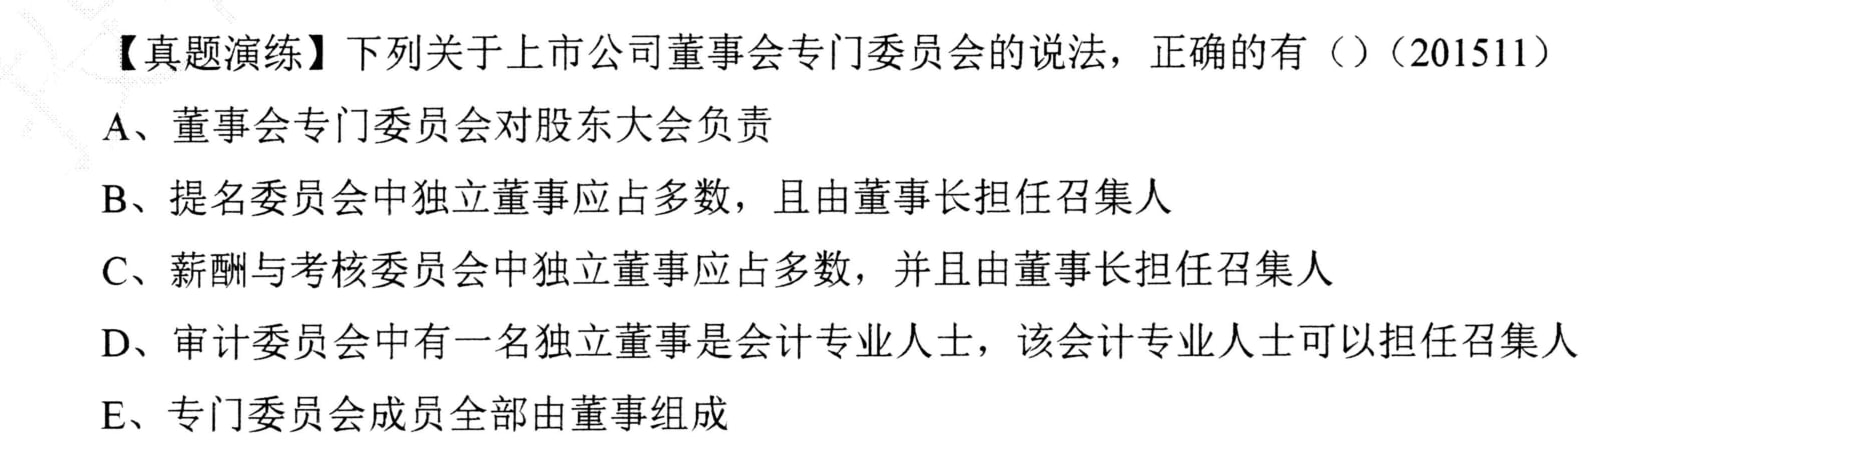 【真题演练】下列关于上市公司董事会专门委员会的说法，正确的有（）（201511）
A、董事会专门委员会对股东大会负责
B、提名委员会中独立董事应占多数，且由董事长担任召集人
C、薪酬与考核委员会中独立董事应占多数，并且由董事长担任召集人
D、审计委员会中有一名独立董事是会计专业人士，该会计专业人士可以担任召集人
E、专门委员会成员全部由董事组成